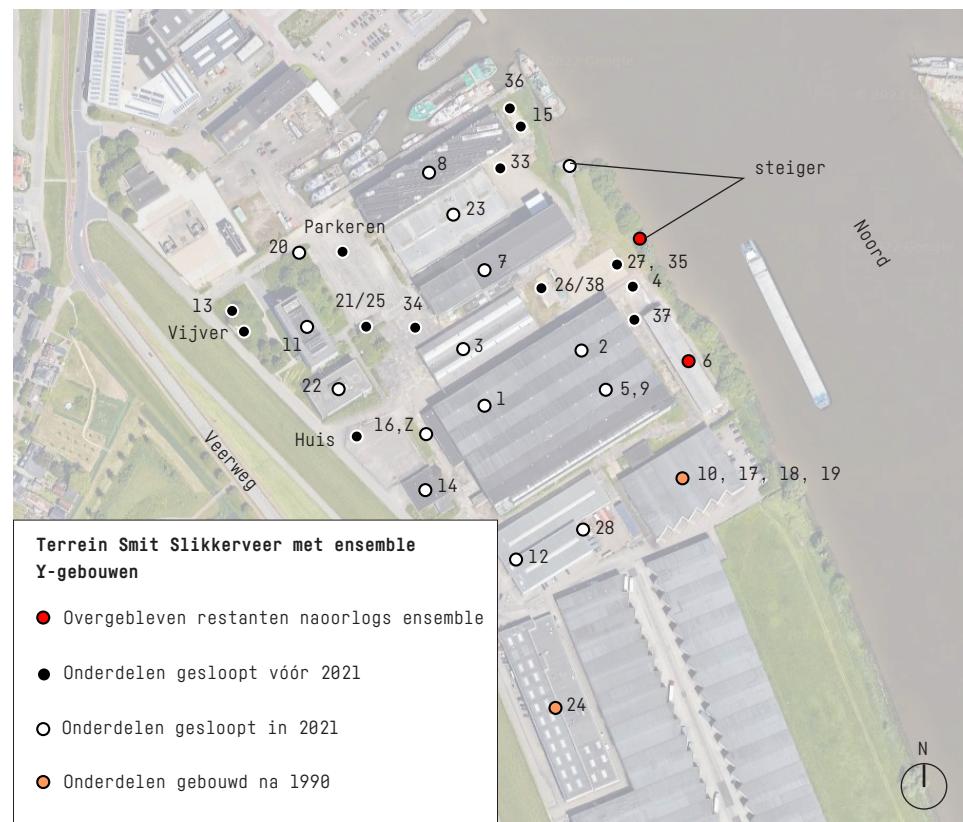 36
15
8
33
steiger
23
Noord
Parkeren
20
7
27, 35
26/38
4
13
21/25
34
37
Vijver
11
3
2
6
22
5,9
1
16,Z
Huis
Veerweg
10, 17, 18, 19
14
28
12
Terrein Smit Slikkerveer met ensemble
Y-gebouwen
Overgebleven restanten naoorlogs ensemble
Onderdelen gesloopt vóór 2021
24
Onderdelen gesloopt in 2021
N
Onderdelen gebouwd na 1990